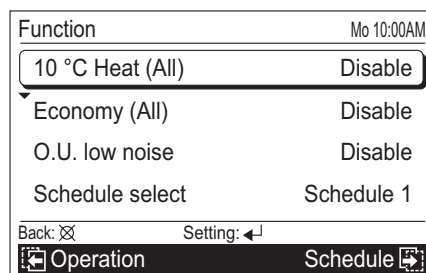 Function Mo 10:00AM
10 °C Heat (All) Disable
Economy (All) Disable
O.U. low noise Disable
Schedule select Schedule 1
Back: Setting:
Operation Schedule